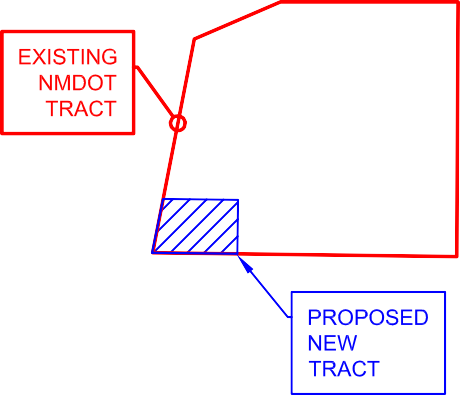 EXISTING
NMDOT
TRACT
PROPOSED
NEW
TRACT